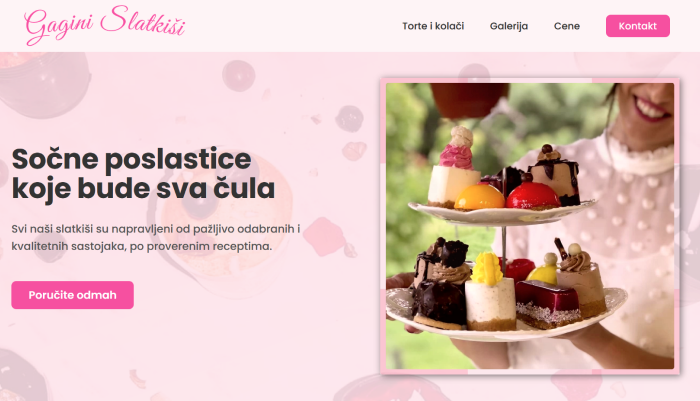 Gagini Slatkiši
Torte i kolači
Galerija
Cene
Kontakt
Sočne poslastice
koje bude sva čula
Svi naši slatkiši su napravljeni od pažljivo odabranih i
kvalitetnih sastojaka, po proverenim receptima.
Poručite odmah